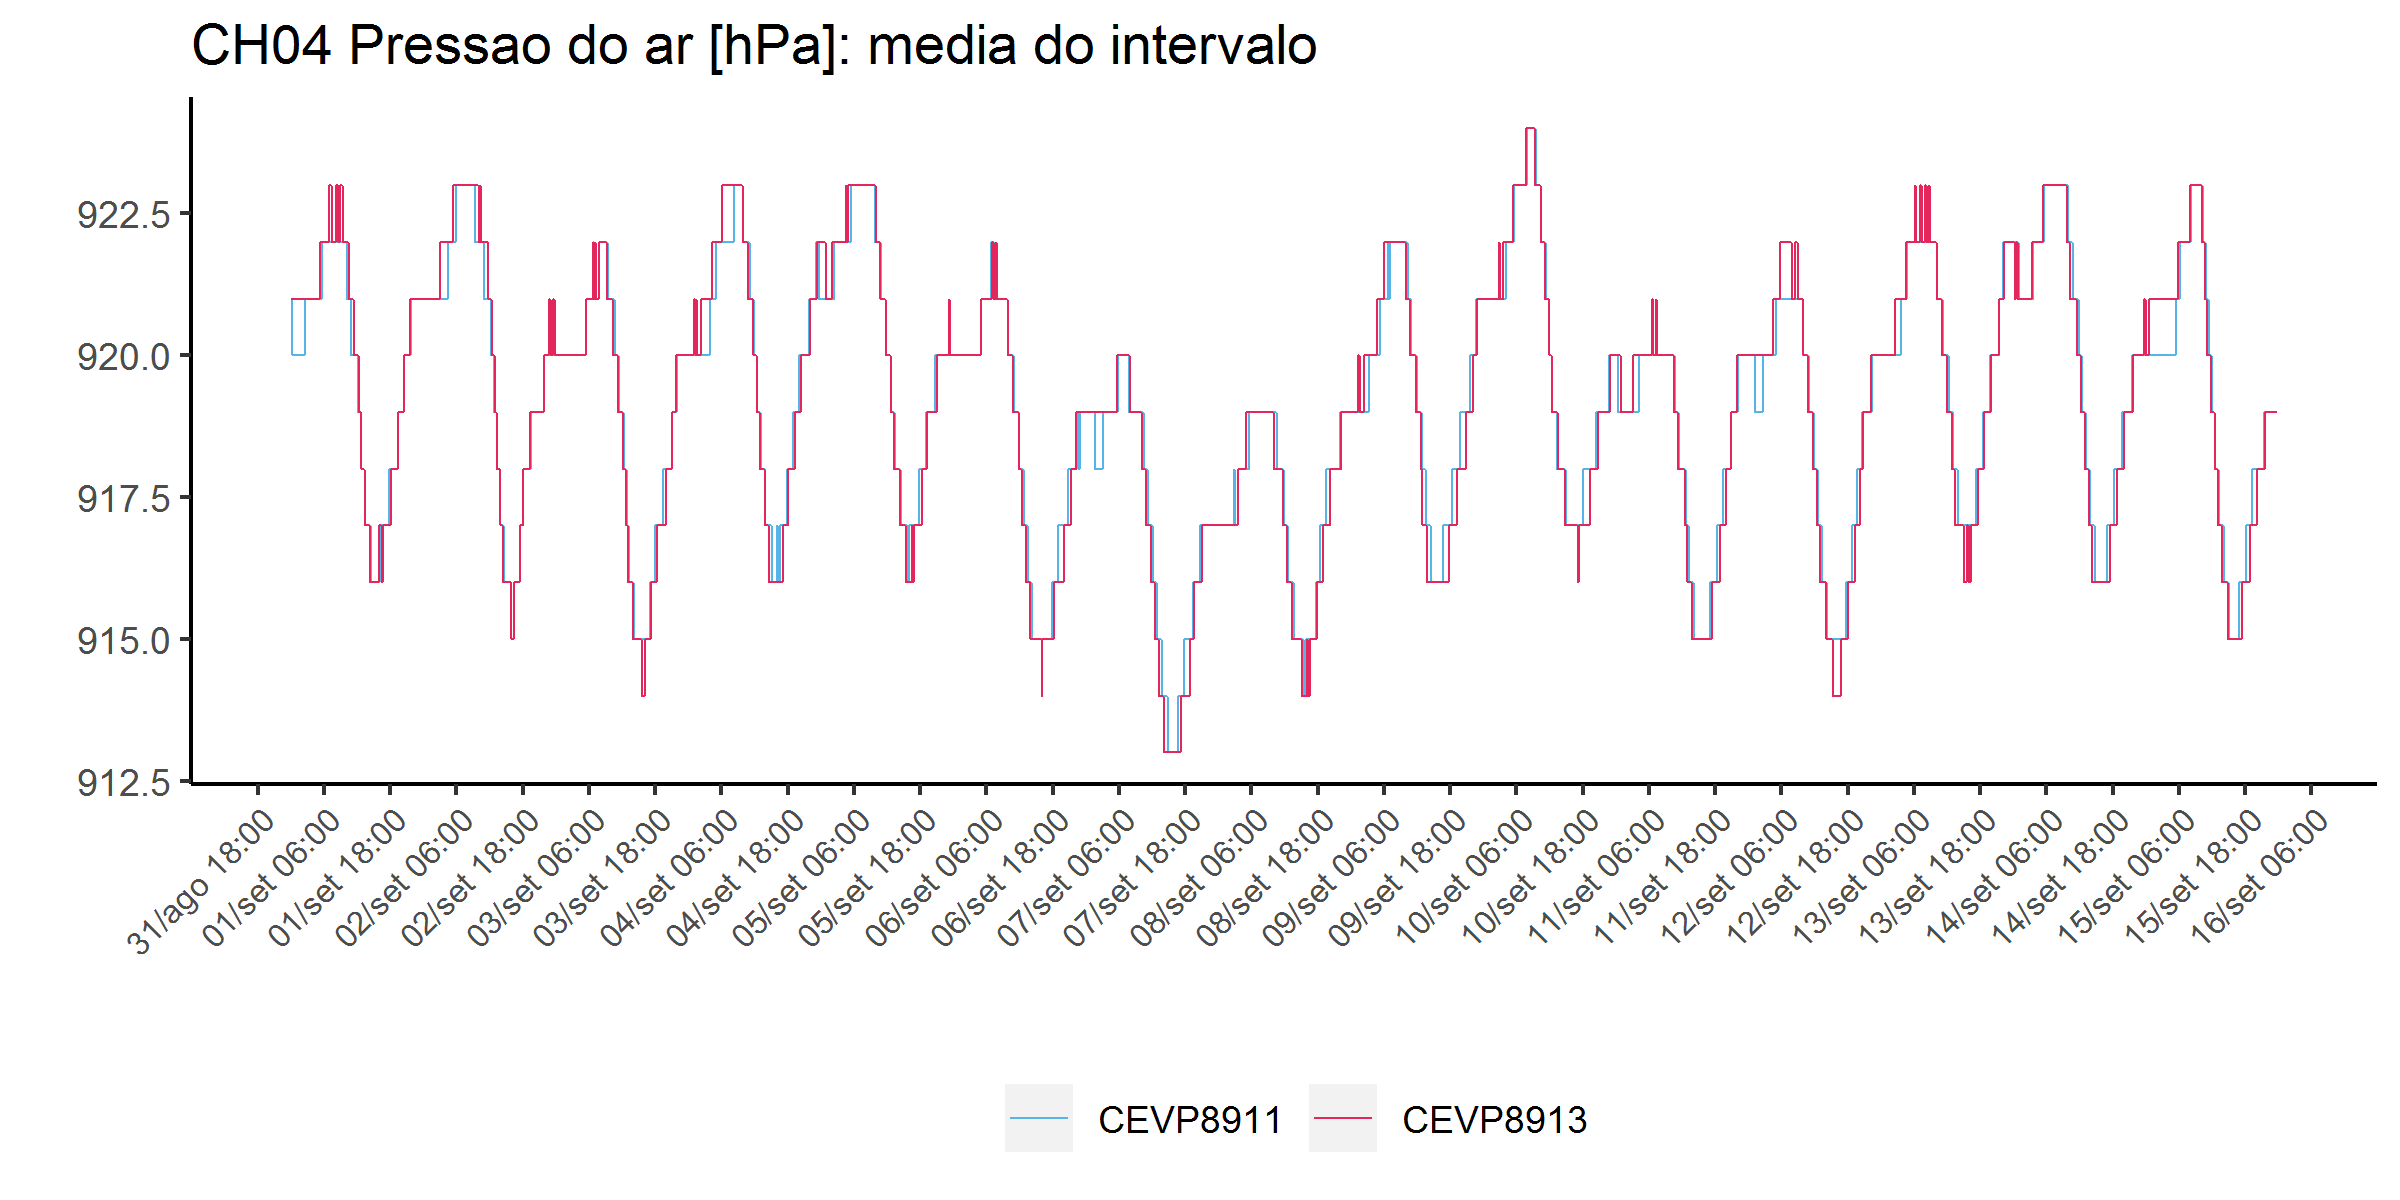 CH04 Pressao do ar [hPa]: media do intervalo
922.5
920.0
917.5
915.0
912.5
31/ago 18:00
01/set 06:00
01/set 18:00
02/set 06:00
02/set 18:00
03/set 06:00
03/set 18:00
04/set 06:00
04/set 18:00
05/set 06:00
05/set 18:00
06/set 06:00
06/set 18:00
07/set 06:00
07/set 18:00
08/set 06:00
08/set 18:00
09/set 06:00
09/set 18:00
10/set 06:00
10/set 18:00
11/set 06:00
11/set 18:00
12/set 06:00
12/set 18:00
13/set 06:00
13/set 18:00
14/set 06:00
14/set 18:00
15/set 06:00
15/set 18:00
16/set 06:00
CEVP8911 CEVP8913